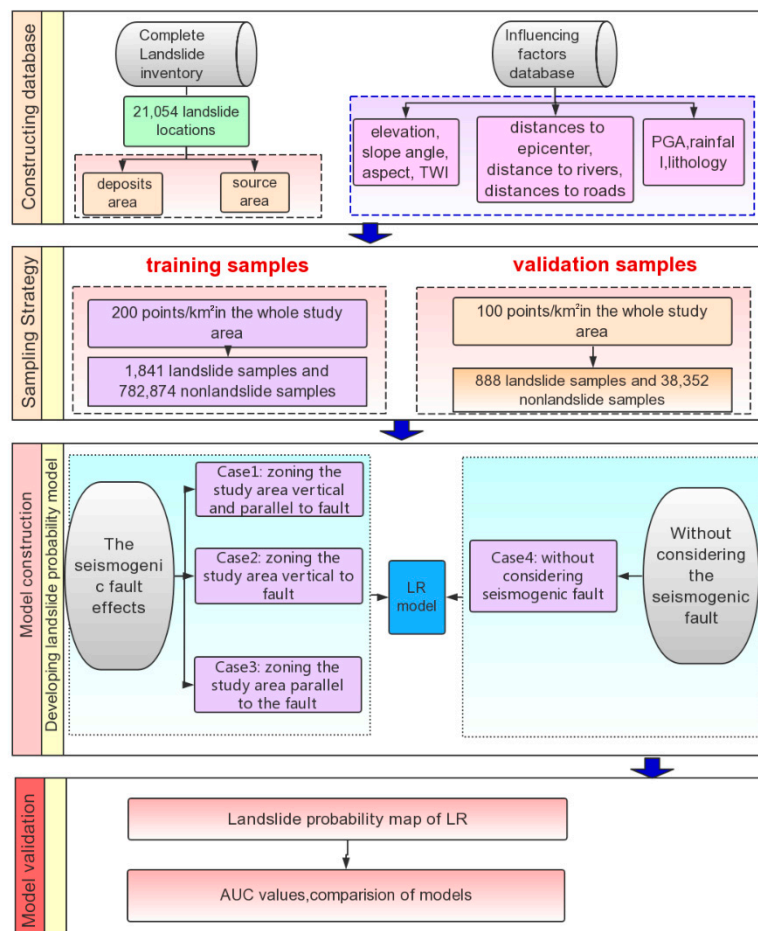 Constructing database
Complete
Landslide
inventory
21,054 landslide
locations
deposits
area
source
area
Influencing
factors
database
elevation,
slope angle,
aspect, TWI
distances to
epicenter,
distance to rivers,
distances to roads
PGA,rainfal
l,lithology
Sampling Strategy
training samples
200 points/km²in the whole study
area
1,841 landslide samples and
782,874 nonlandslide samples
validation samples
100 points/km²in the whole study
area
888 landslide samples and 38,352
nonlandslide samples
Model construction
Developing landslide probability model
The
seismogeni
c fault
effects
Case1: zoning the
study area vertical
and parallel to fault
Case2: zoning the
study area vertical to
fault
Case3: zoning the
study area parallel
to the fault
LR
model
Case4: without
considering
seismogenic fault
Without
considering
the
seismogenic
fault
Model validation
Landslide probability map of LR
AUC values,comparision of models